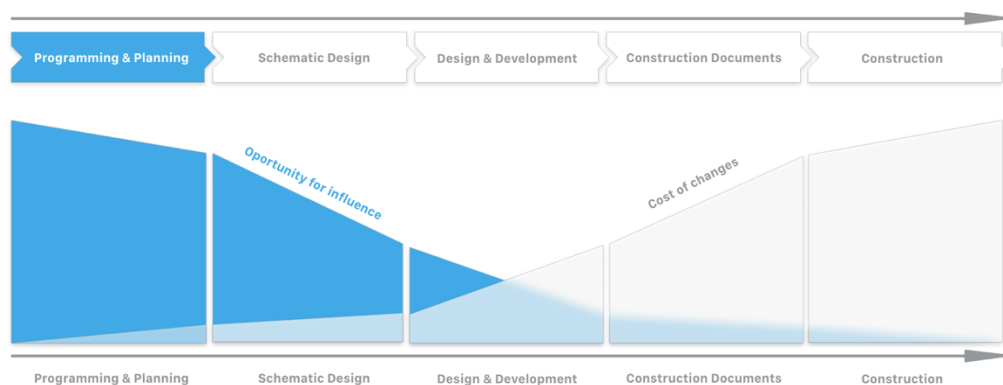 Programming & Planning
Schematic Design
Design & Development
Construction Documents
Construction
Oportunity for influence
Cost of changes
Programming & Planning
Schematic Design
Design & Development
Construction Documents
Construction